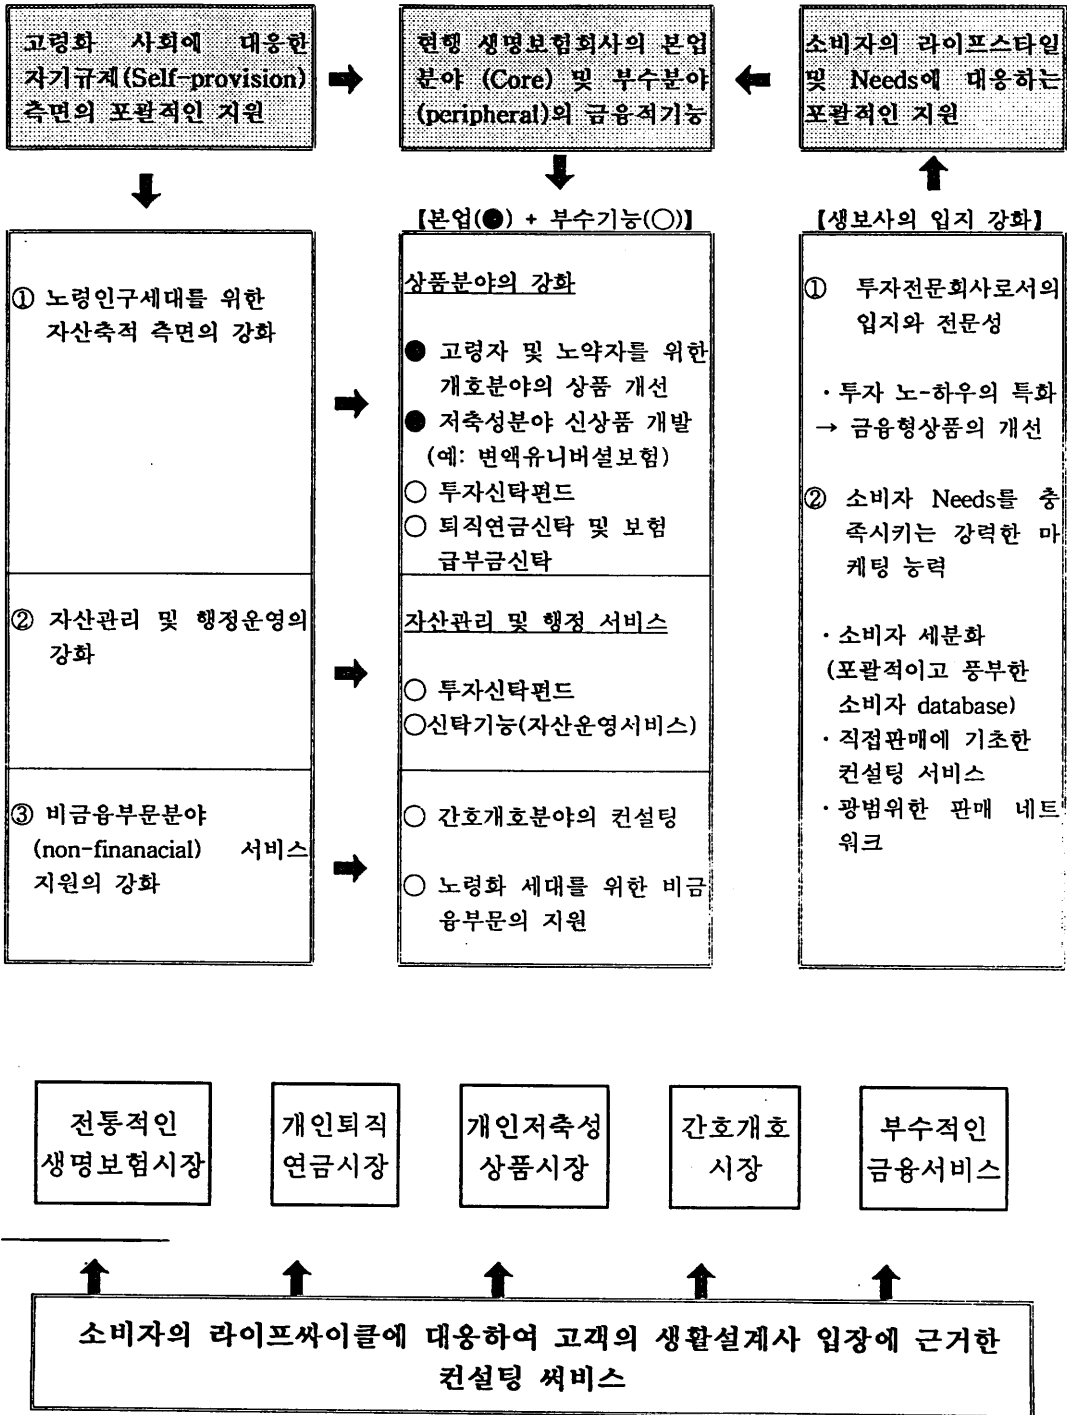 고령화 사회에 대응한
자기규제(Self-provision)
측면의 포괄적인 지원
현행 생명보험회사의 본업
분야 (Core) 및 부수분야
(peripheral)의 금융적기능
소비자의 라이프스타일
및 Needs에 대응하는
포괄적인 지원
① 노령인구세대를 위한
자산축적 측면의 강화
② 자산관리 및 행정운영의
강화
③ 비금융부문분야
(non-finanacial) 서비스
지원의 강화
【본업(●) + 부수기능(○)】
상품분야의 강화
● 고령자 및 노약자를 위한
개호분야의 상품 개선
● 저축성분야 신상품 개발
(예: 변액유니버셜보험)
○ 투자신탁펀드
○ 퇴직연금신탁 및 보험
급부금신탁
자산관리 및 행정 서비스
○ 투자신탁펀드
○신탁기능(자산운영서비스)
○ 간호개호분야의 컨설팅
○ 노령화 세대를 위한 비금
융부문의 지원
【생보사의 입지 강화】
① 투자전문회사로서의
입지와 전문성
· 투자 노-하우의 특화
→ 금융형상품의 개선
② 소비자 Needs를 충
족시키는 강력한 마
케팅 능력
· 소비자 세분화
(포괄적이고 풍부한
소비자 database)
· 직접판매에 기초한
컨설팅 서비스
· 광범위한 판매 네트
워크
전통적인
생명보험시장
개인퇴직
연금시장
개인저축성
상품시장
간호개호
시장
부수적인
금융서비스
소비자의 라이프싸이클에 대응하여 고객의 생활설계사 입장에 근거한
컨설팅 써비스